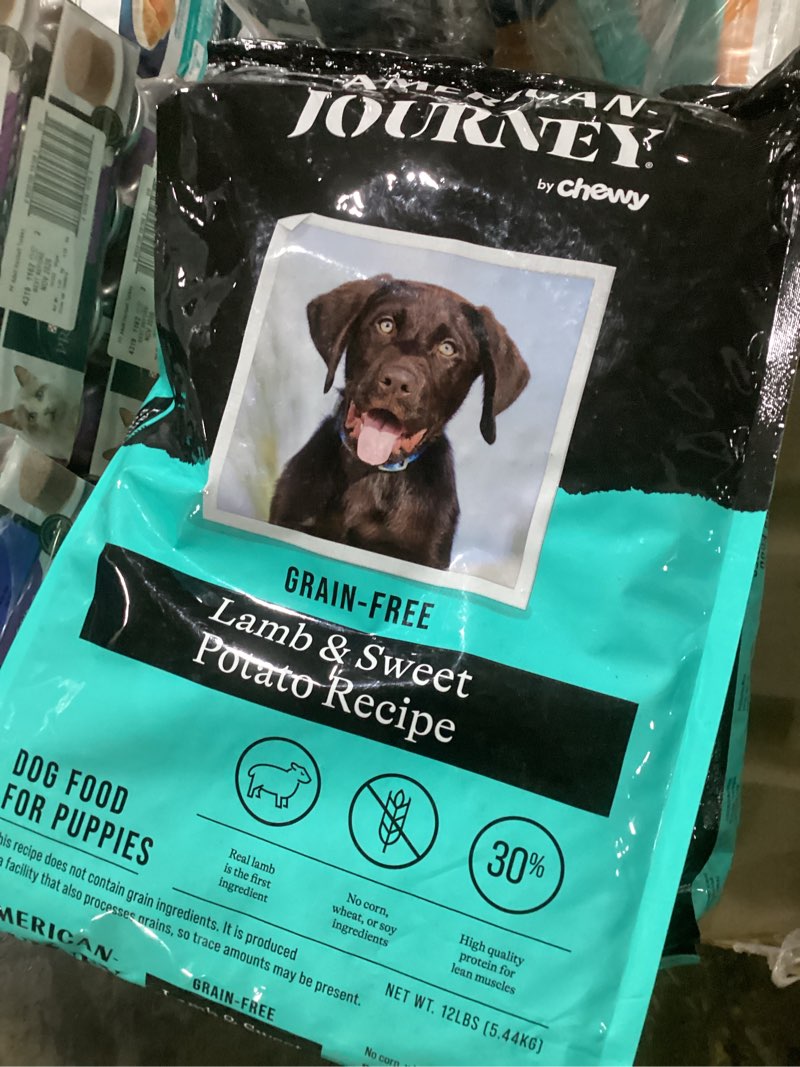 AMERICAN
JOURNEY
by chewy
GRAIN-FREE
Lamb & Sweet
Potato Recipe
DOG FOOD
FOR PUPPIES
Real lamb
is the first
ingredient
No corn,
wheat, or soy
ingredients
30%
High quality
protein for
lean muscles
his recipe does not contain grain ingredients. It is produced
a facility that also processes grains, so trace amounts may be present.
NET WT. 12LBS (5.44KG)
MERICAN
GRAIN-FREE
No corn